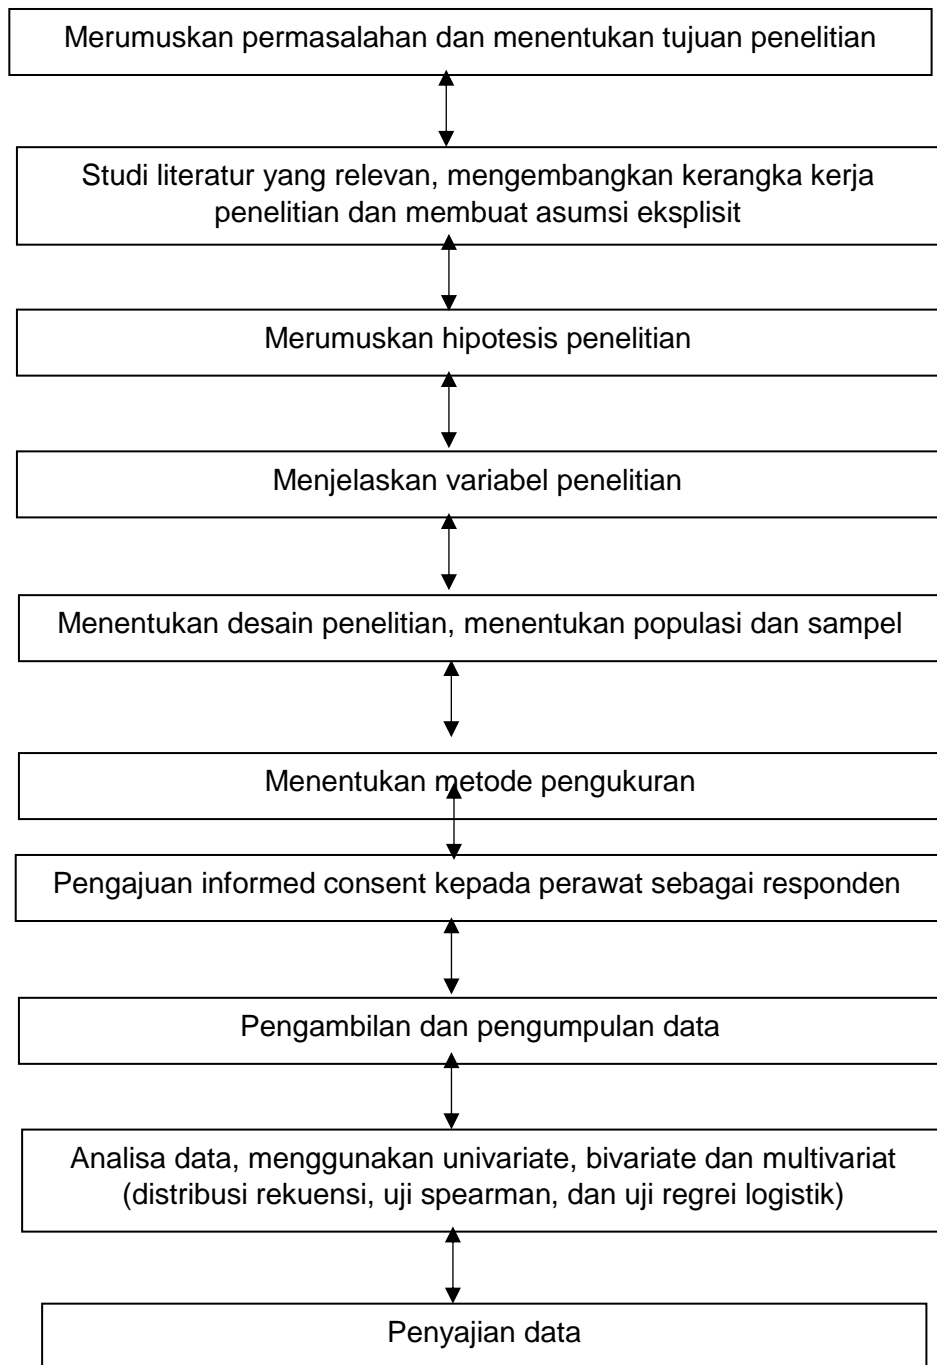 Merumuskan permasalahan dan menentukan tujuan penelitian
Studi literatur yang relevan, mengembangkan kerangka kerja
penelitian dan membuat asumsi eksplisit
Merumuskan hipotesis penelitian
Menjelaskan variabel penelitian
Menentukan desain penelitian, menentukan populasi dan sampel
Menentukan metode pengukuran
Pengajuan informed consent kepada perawat sebagai responden
Pengambilan dan pengumpulan data
Analisa data, menggunakan univariate, bivariate dan multivariat
(distribusi rekuensi, uji spearman, dan uji regrei logistik)
Penyajian data